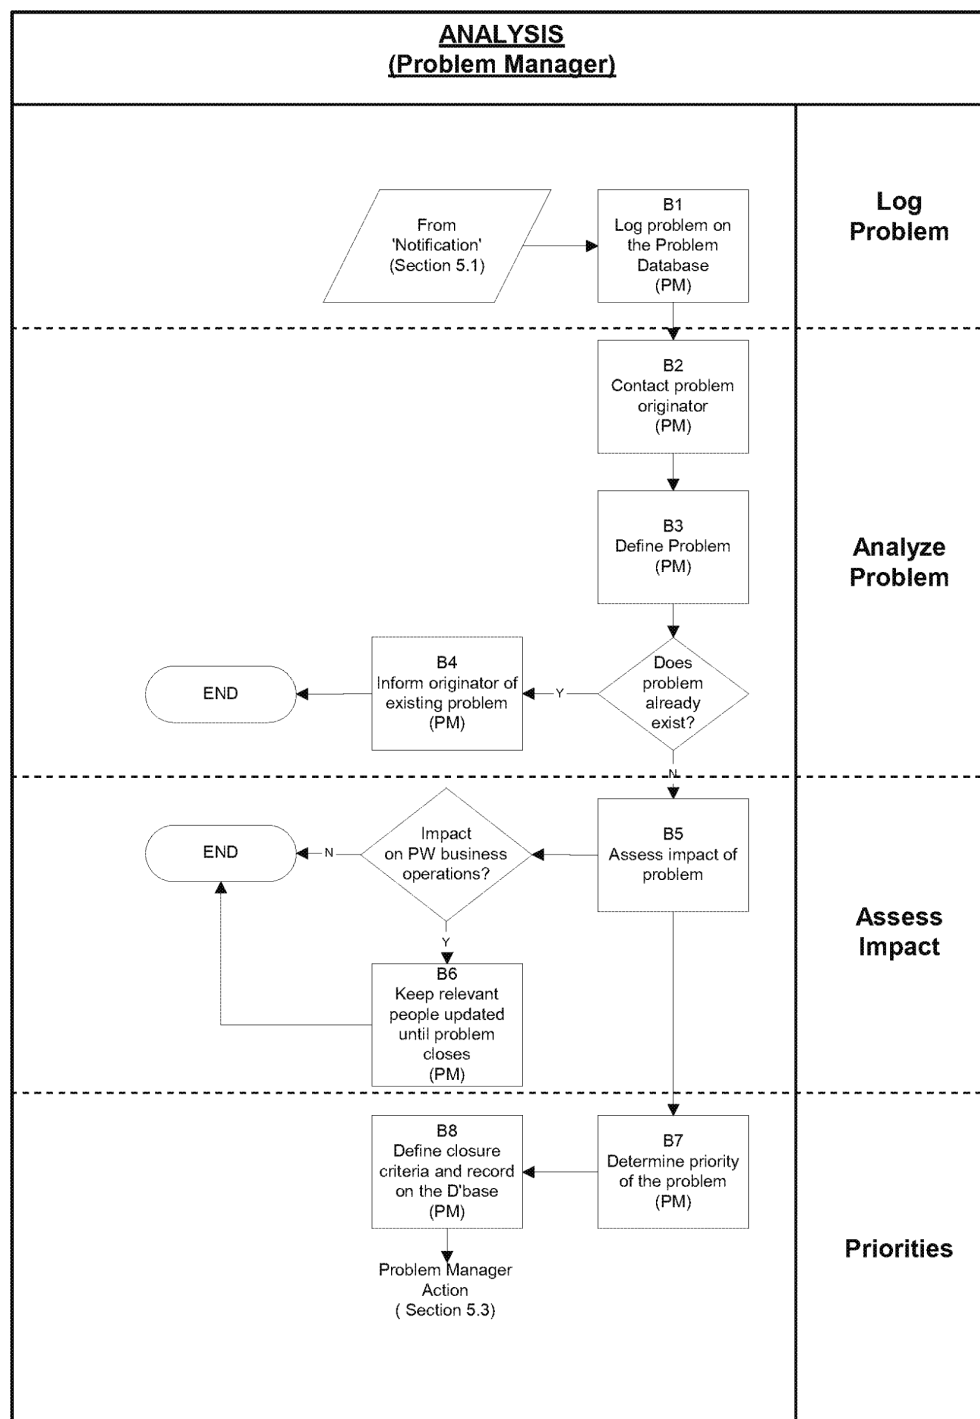 ANALYSIS
(Problem Manager)
From
'Notification'
(Section 5.1)
B1
Log problem on
the Problem
Database
(PM)
Log
Problem
B2
Contact problem
originator
(PM)
B3
Define Problem
(PM)
Analyze
Problem
Does
problem
already
exist?
Y
B4
Inform originator of
existing problem
(PM)
END
N
B5
Assess impact of
problem
Impact
on PW business
operations?
N
END
Y
B6
Keep relevant
people updated
until problem
closes
(PM)
Assess
Impact
B7
Determine priority
of the problem
(PM)
B8
Define closure
criteria and record
on the D'base
(PM)
Problem Manager
Action
( Section 5.3)
Priorities